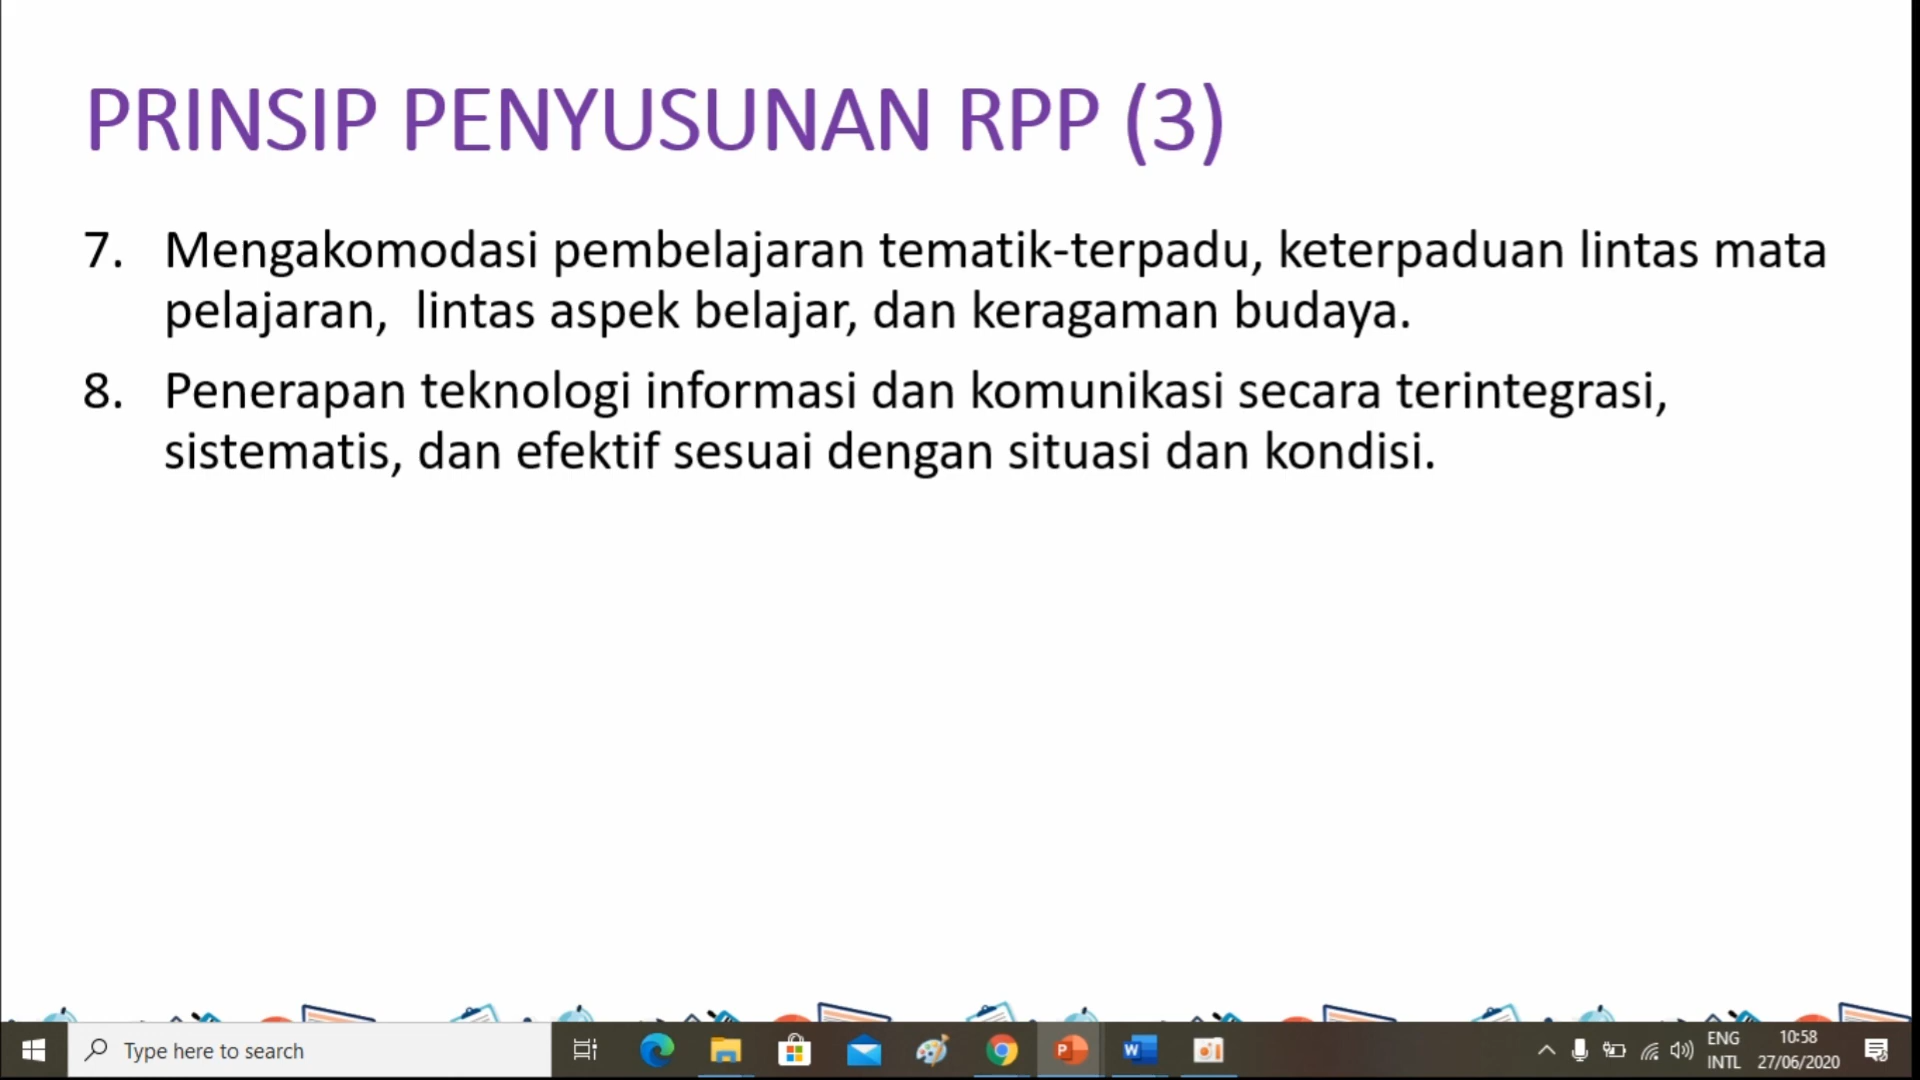 PRINSIP PENYUSUNAN RPP (3)
7. Mengakomodasi pembelajaran tematik-terpadu, keterpaduan lintas mata
pelajaran, lintas aspek belajar, dan keragaman budaya.
8. Penerapan teknologi informasi dan komunikasi secara terintegrasi,
sistematis, dan efektif sesuai dengan situasi dan kondisi.
Type here to search
ENG
INTL
10:58
27/06/2020